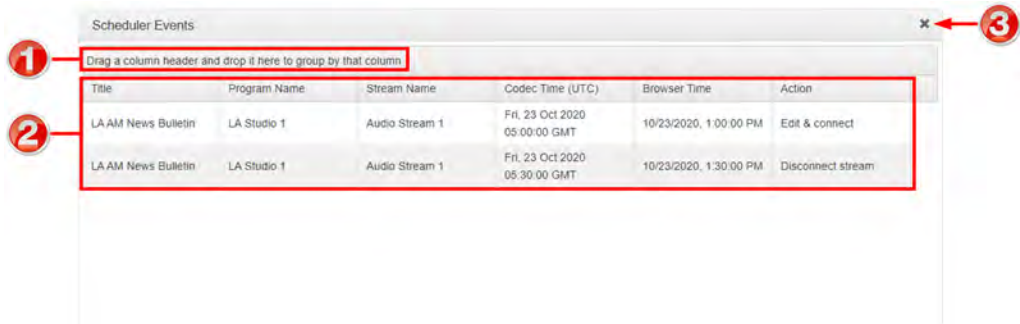 Scheduler Events
3
1
Drag a column header and drop it here to group by that column
Title Program Name Stream Name Codec Time (UTC) Browser Time Action
2
LA AM News Bulletin LA Studio 1 Audio Stream 1 Fri, 23 Oct 2020 05:00:00 GMT 10/23/2020, 1:00:00 PM Edit & connect
LA AM News Bulletin LA Studio 1 Audio Stream 1 Fri, 23 Oct 2020 05:30:00 GMT 10/23/2020, 1:30:00 PM Disconnect stream